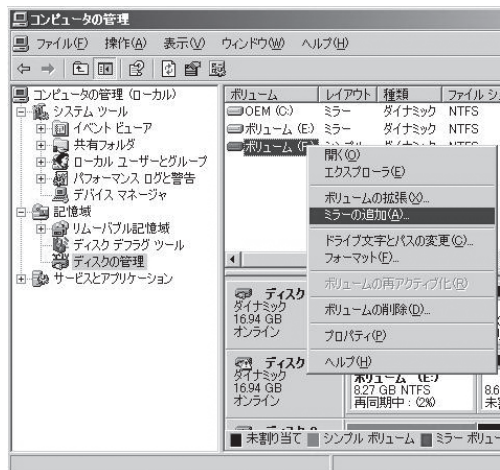 コンピュータの管理
ファイル(F) 操作(A) 表示(V) ウィンドウ(W) ヘルプ(H)
コンピュータの管理 (ローカル)
システム ツール
イベント ビューア
共有フォルダ
ローカル ユーザーとグループ
パフォーマンス ログと警告
デバイス マネージャ
記憶域
リムーバブル記憶域
ディスク デフラグ ツール
ディスクの管理
サービスとアプリケーション
ボリューム レイアウト 種類 ファイル シ
OEM (C:) ミラー ダイナミック NTFS
ボリューム (E:) ミラー ダイナミック NTFS
ボリューム
開く(O)
エクスプローラ(E)
ボリュームの拡張(X)...
ミラーの追加(A)...
ドライブ文字とパスの変更(C)...
フォーマット(F)...
ボリュームの再アクティブ化(R)
ボリュームの削除(D)...
プロパティ(P)
ヘルプ(H)
ディスク
ダイナミック
16.94 GB
オンライン
ディスク
ダイナミック
16.94 GB
オンライン
ボリューム (E:)
8.27 GB NTFS
再同期中 : (2%)
未割り当て シンプル ボリューム ミラー ボリュー